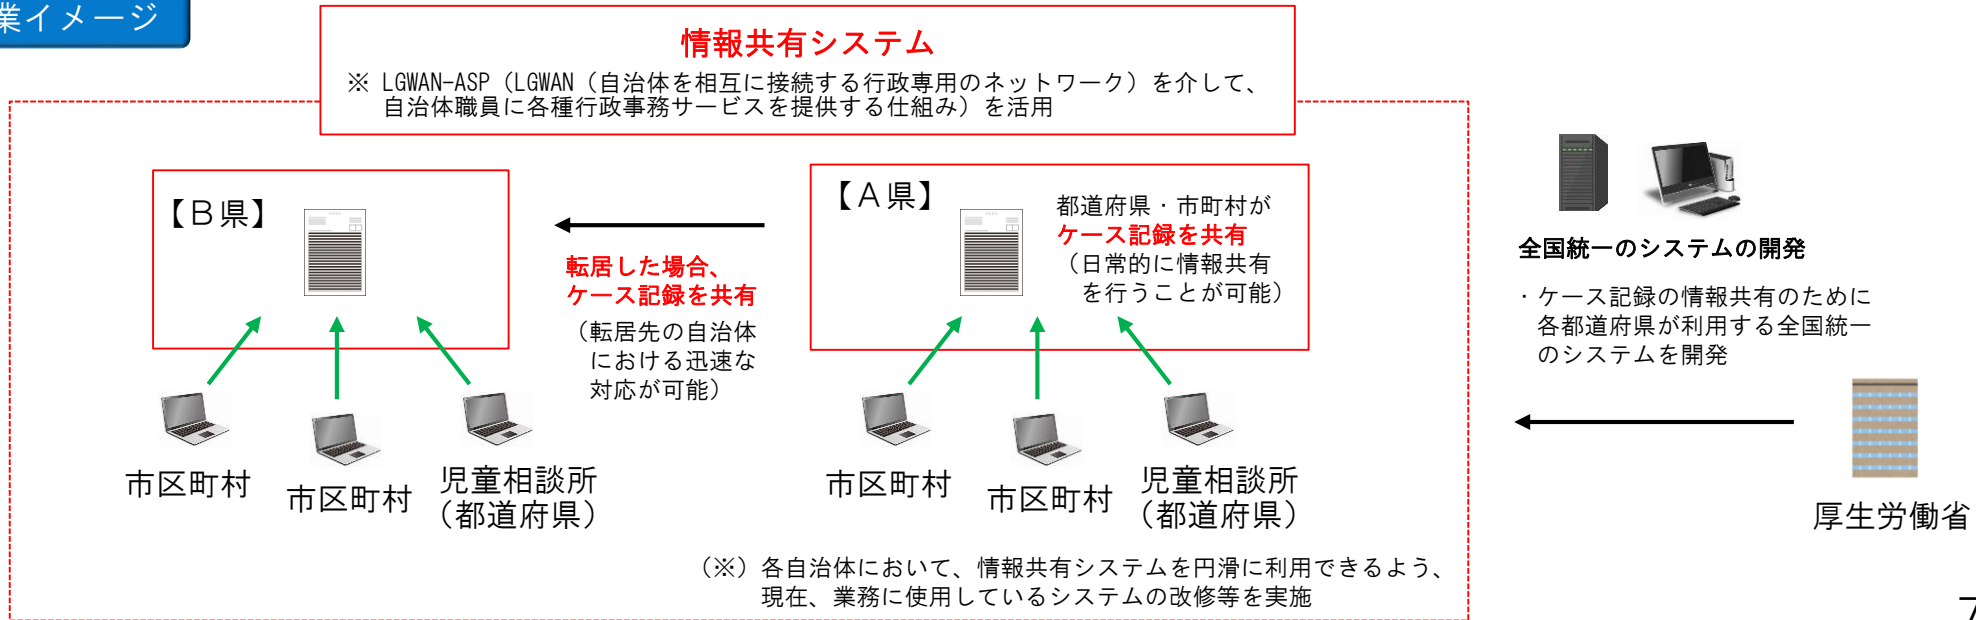 業イメージ
情報共有システム
※ LGWAN-ASP（LGWAN（自治体を相互に接続する行政専用のネットワーク）を介して、
自治体職員に各種行政事務サービスを提供する仕組み）を活用
【Ｂ県】
転居した場合、
ケース記録を共有
（転居先の自治体
における迅速な
対応が可能）
【Ａ県】
都道府県・市町村が
ケース記録を共有
（日常的に情報共有
を行うことが可能）
市区町村
市区町村
児童相談所
（都道府県）
市区町村
市区町村
児童相談所
（都道府県）
（※）各自治体において、情報共有システムを円滑に利用できるよう、
現在、業務に使用しているシステムの改修等を実施
全国統一のシステムの開発
・ケース記録の情報共有のために
各都道府県が利用する全国統一
のシステムを開発
厚生労働省
7